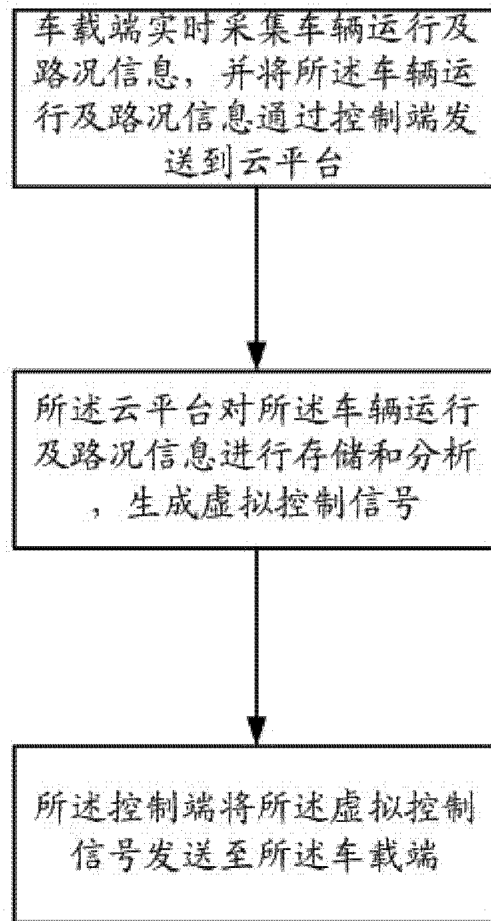 车载端实时采集车辆运行及
路况信息，并将所述车辆运
行及路况信息通过控制端发
送到云平台
所述云平台对所述车辆运行
及路况信息进行存储和分析
，生成虚拟控制信号
所述控制端将所述虚拟控制
信号发送至所述车载端